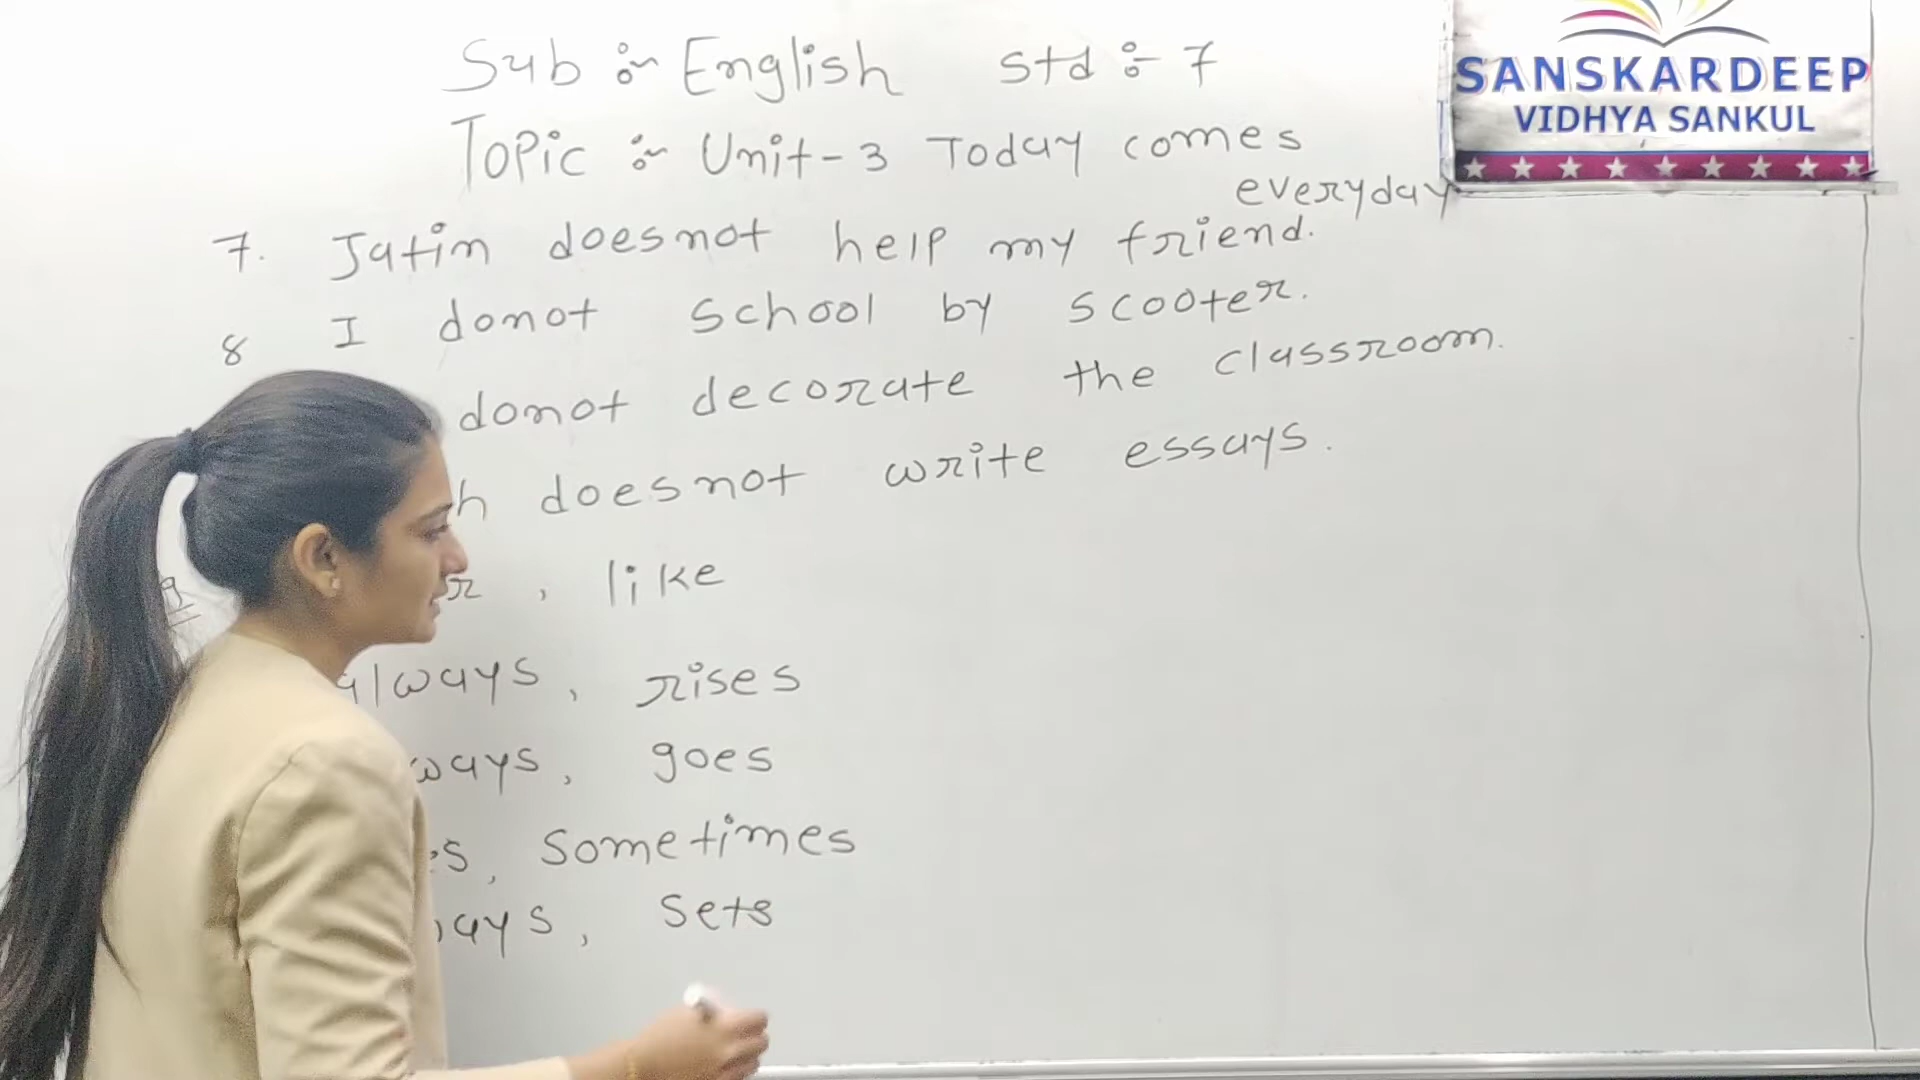 Sub :- English Std :- 7
Topic :- Unit-3 Today comes
everyday
SANSKARDEEP
VIDHYA SANKUL
7. Jatin doesnot help my friend.
8 I donot school by scooter.
donot decorate the classroom.
doesnot write essays.
, like
always, rises
, goes
, sometimes
, sets